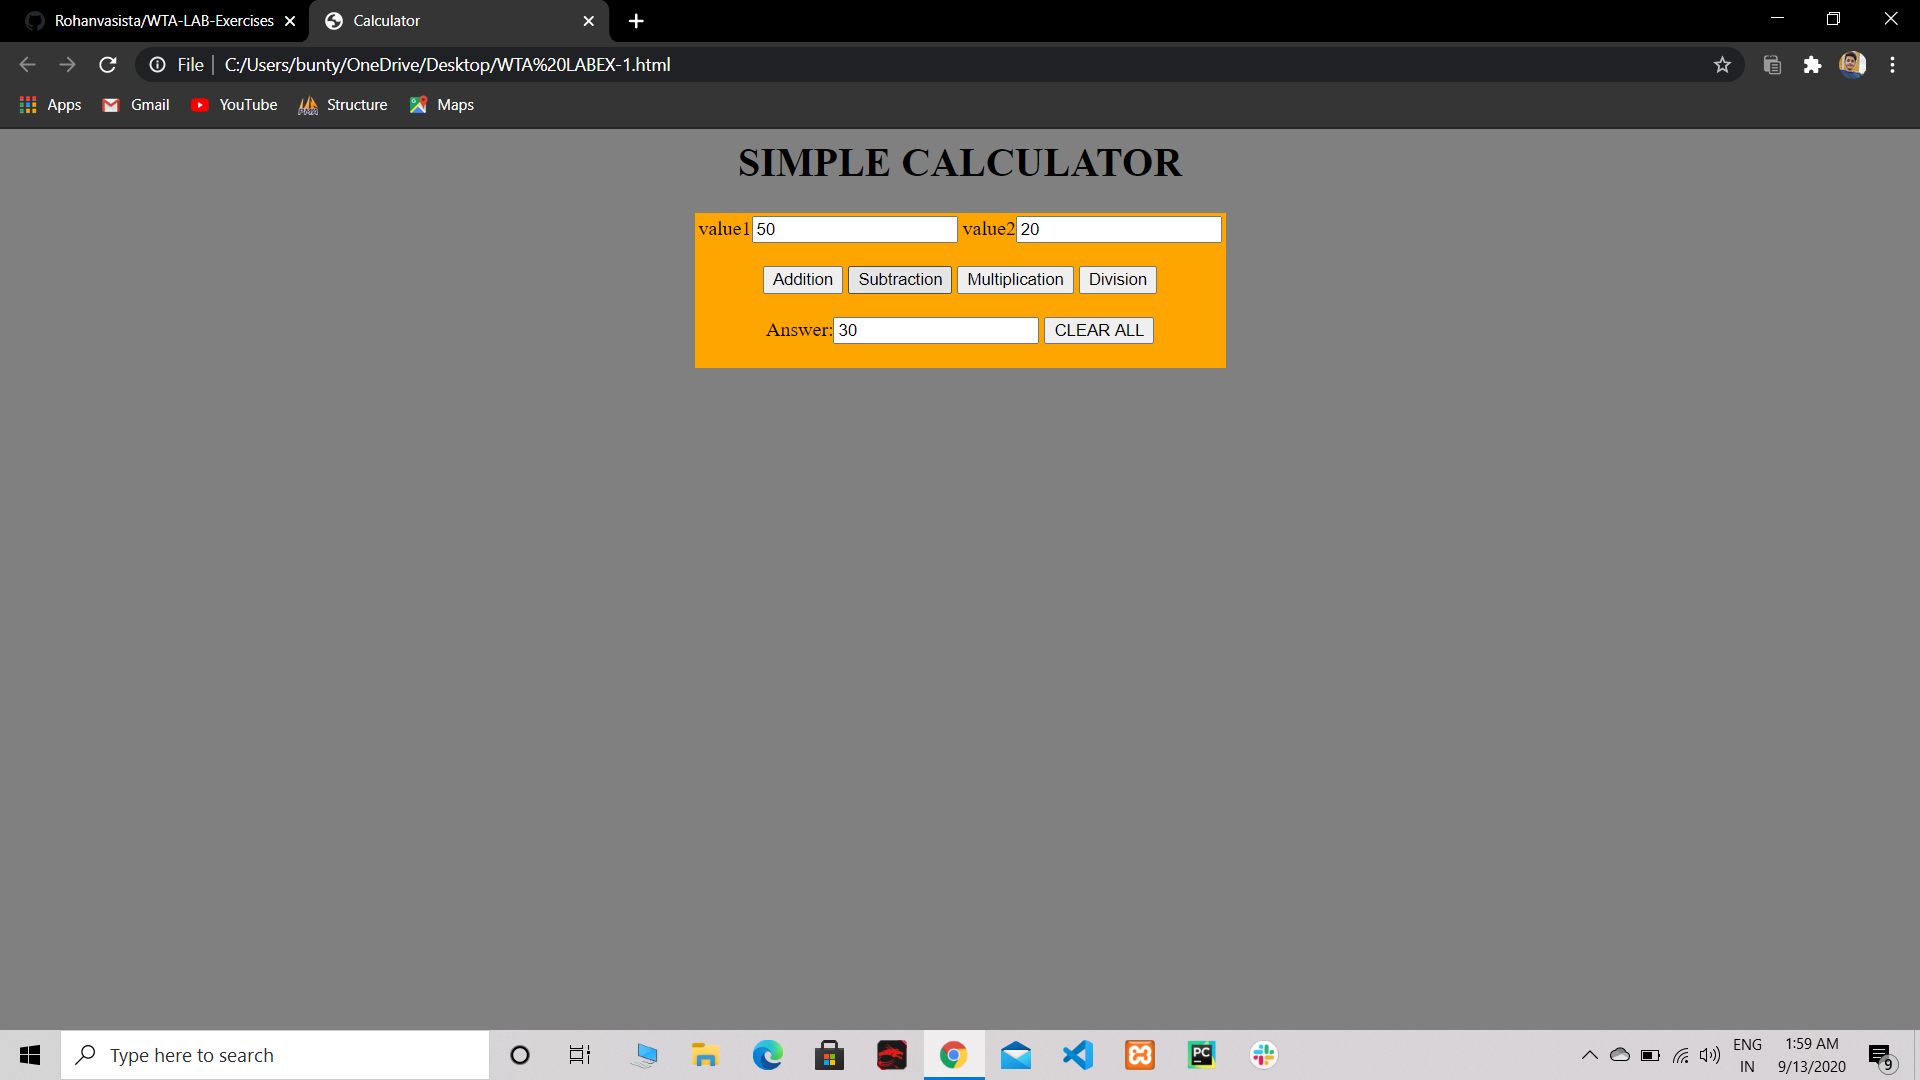 Rohanvasista/WTA-LAB-Exercises
Calculator
File | C:/Users/bunty/OneDrive/Desktop/WTA%20LABEX-1.html
Apps Gmail YouTube Structure Maps
SIMPLE CALCULATOR
value1 50 value2 20
Addition Subtraction Multiplication Division
Answer: 30 CLEAR ALL
Type here to search
PC
ENG
IN
1:59 AM
9/13/2020
9